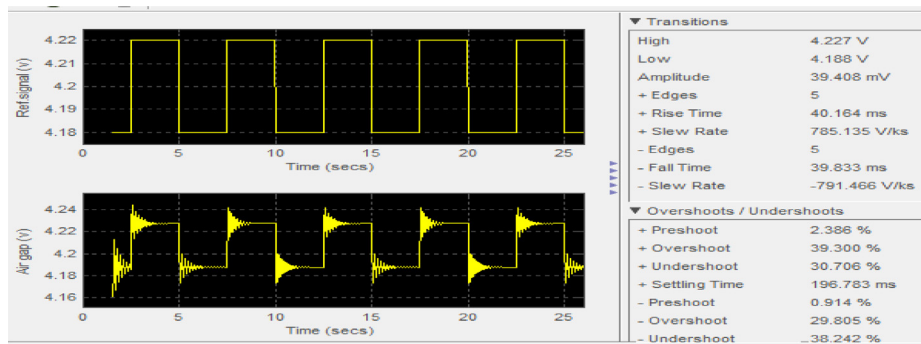 Ref.signal (v)
4.22
4.21
4.2
4.19
4.18
0 5 10 15 20 25
Time (secs)
Air gap (v)
4.24
4.22
4.2
4.18
4.16
0 5 10 15 20 25
Time (secs)
▼ Transitions
High 4.227 V
Low 4.188 V
Amplitude 39.408 mV
+ Edges 5
+ Rise Time 40.164 ms
+ Slew Rate 785.135 V/ks
- Edges 5
- Fall Time 39.833 ms
- Slew Rate -791.466 V/ks
▼ Overshoots / Undershoots
+ Preshoot 2.386 %
+ Overshoot 39.300 %
+ Undershoot 30.706 %
+ Settling Time 196.783 ms
- Preshoot 0.914 %
- Overshoot 29.805 %
- Undershoot 38.242 %